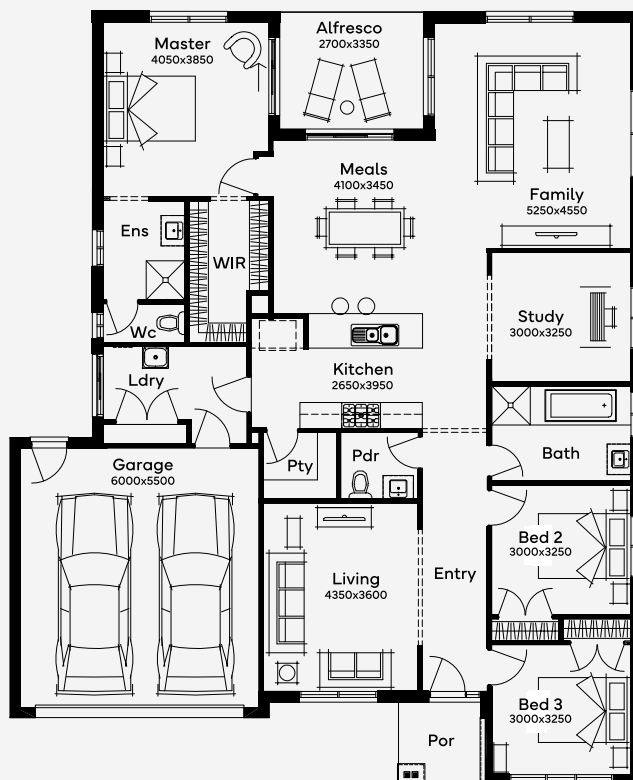 Master
4050x3850
Alfresco
2700x3350
Meals
4100x3450
Family
5250x4550
Ens
WIR
Wc
Study
3000x3250
Kitchen
2650x3950
Ldry
Garage
6000x5500
Pty
Pdr
Bath
Living
4350x3600
Entry
Bed 2
3000x3250
Bed 3
3000x3250
Por